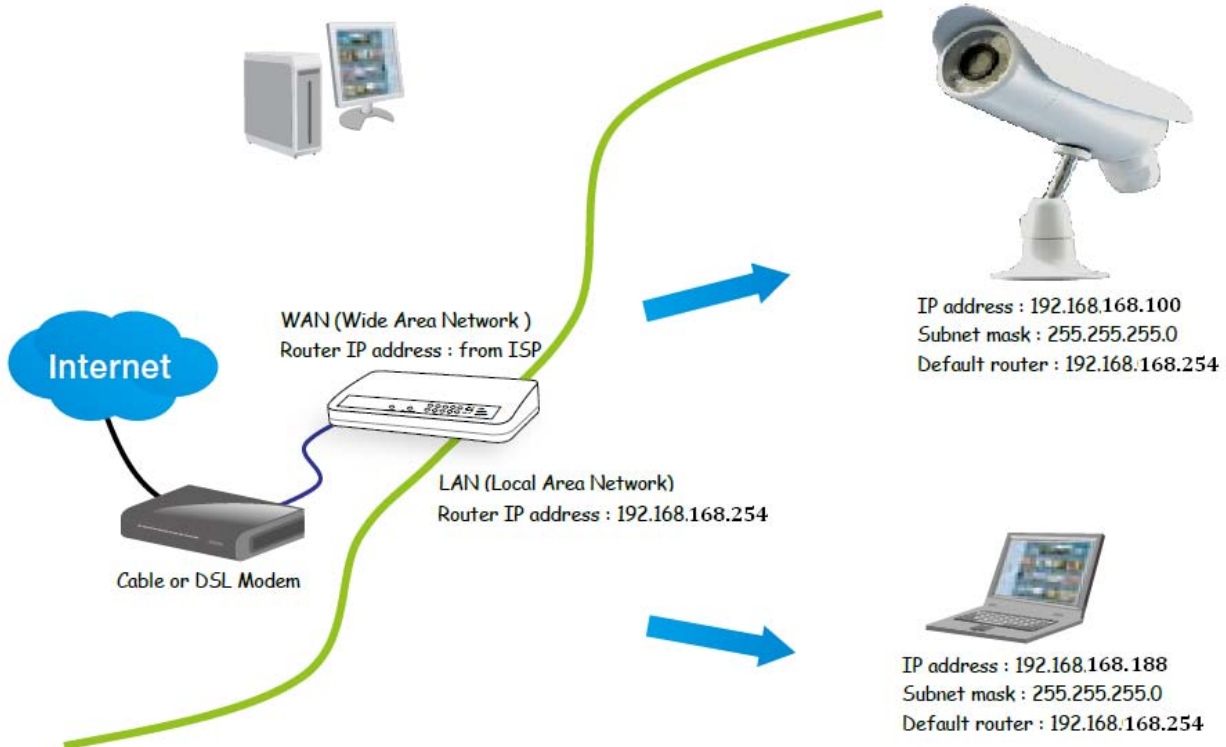 WAN (Wide Area Network )
Router IP address : from ISP
Internet
Cable or DSL Modem
LAN (Local Area Network)
Router IP address : 192.168.168.254
IP address : 192.168.168.100
Subnet mask : 255.255.255.0
Default router : 192.168.168.254
IP address : 192.168.168.188
Subnet mask : 255.255.255.0
Default router : 192.168.168.254